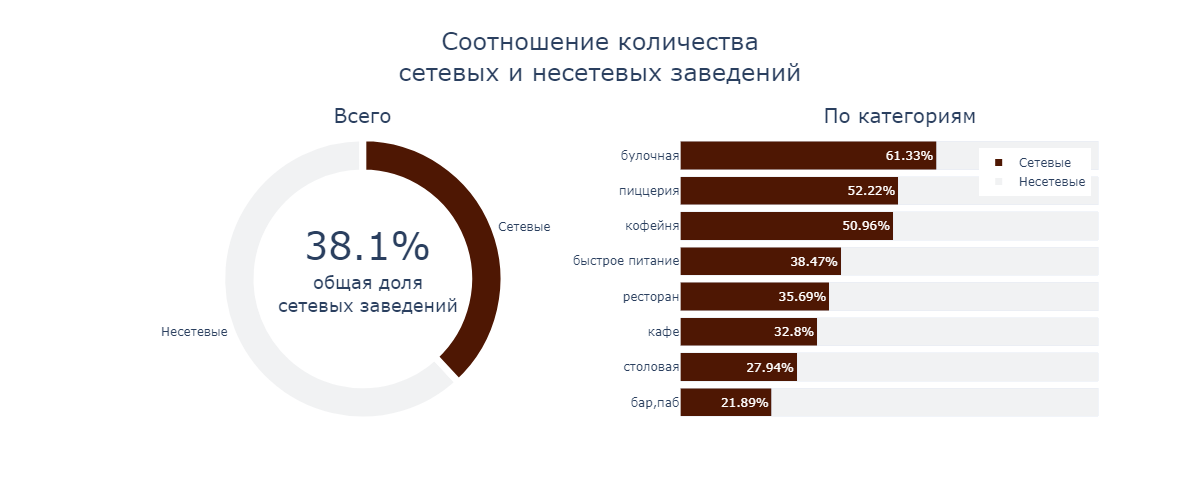 Соотношение количества
сетевых и несетевых заведений
Всего
Сетевые
38.1%
общая доля
сетевых заведений
Несетевые
По категориям
булочная 61.33%
пиццерия 52.22%
кофейня 50.96%
быстрое питание 38.47%
ресторан 35.69%
кафе 32.8%
столовая 27.94%
бар,паб 21.89%
Сетевые
Несетевые